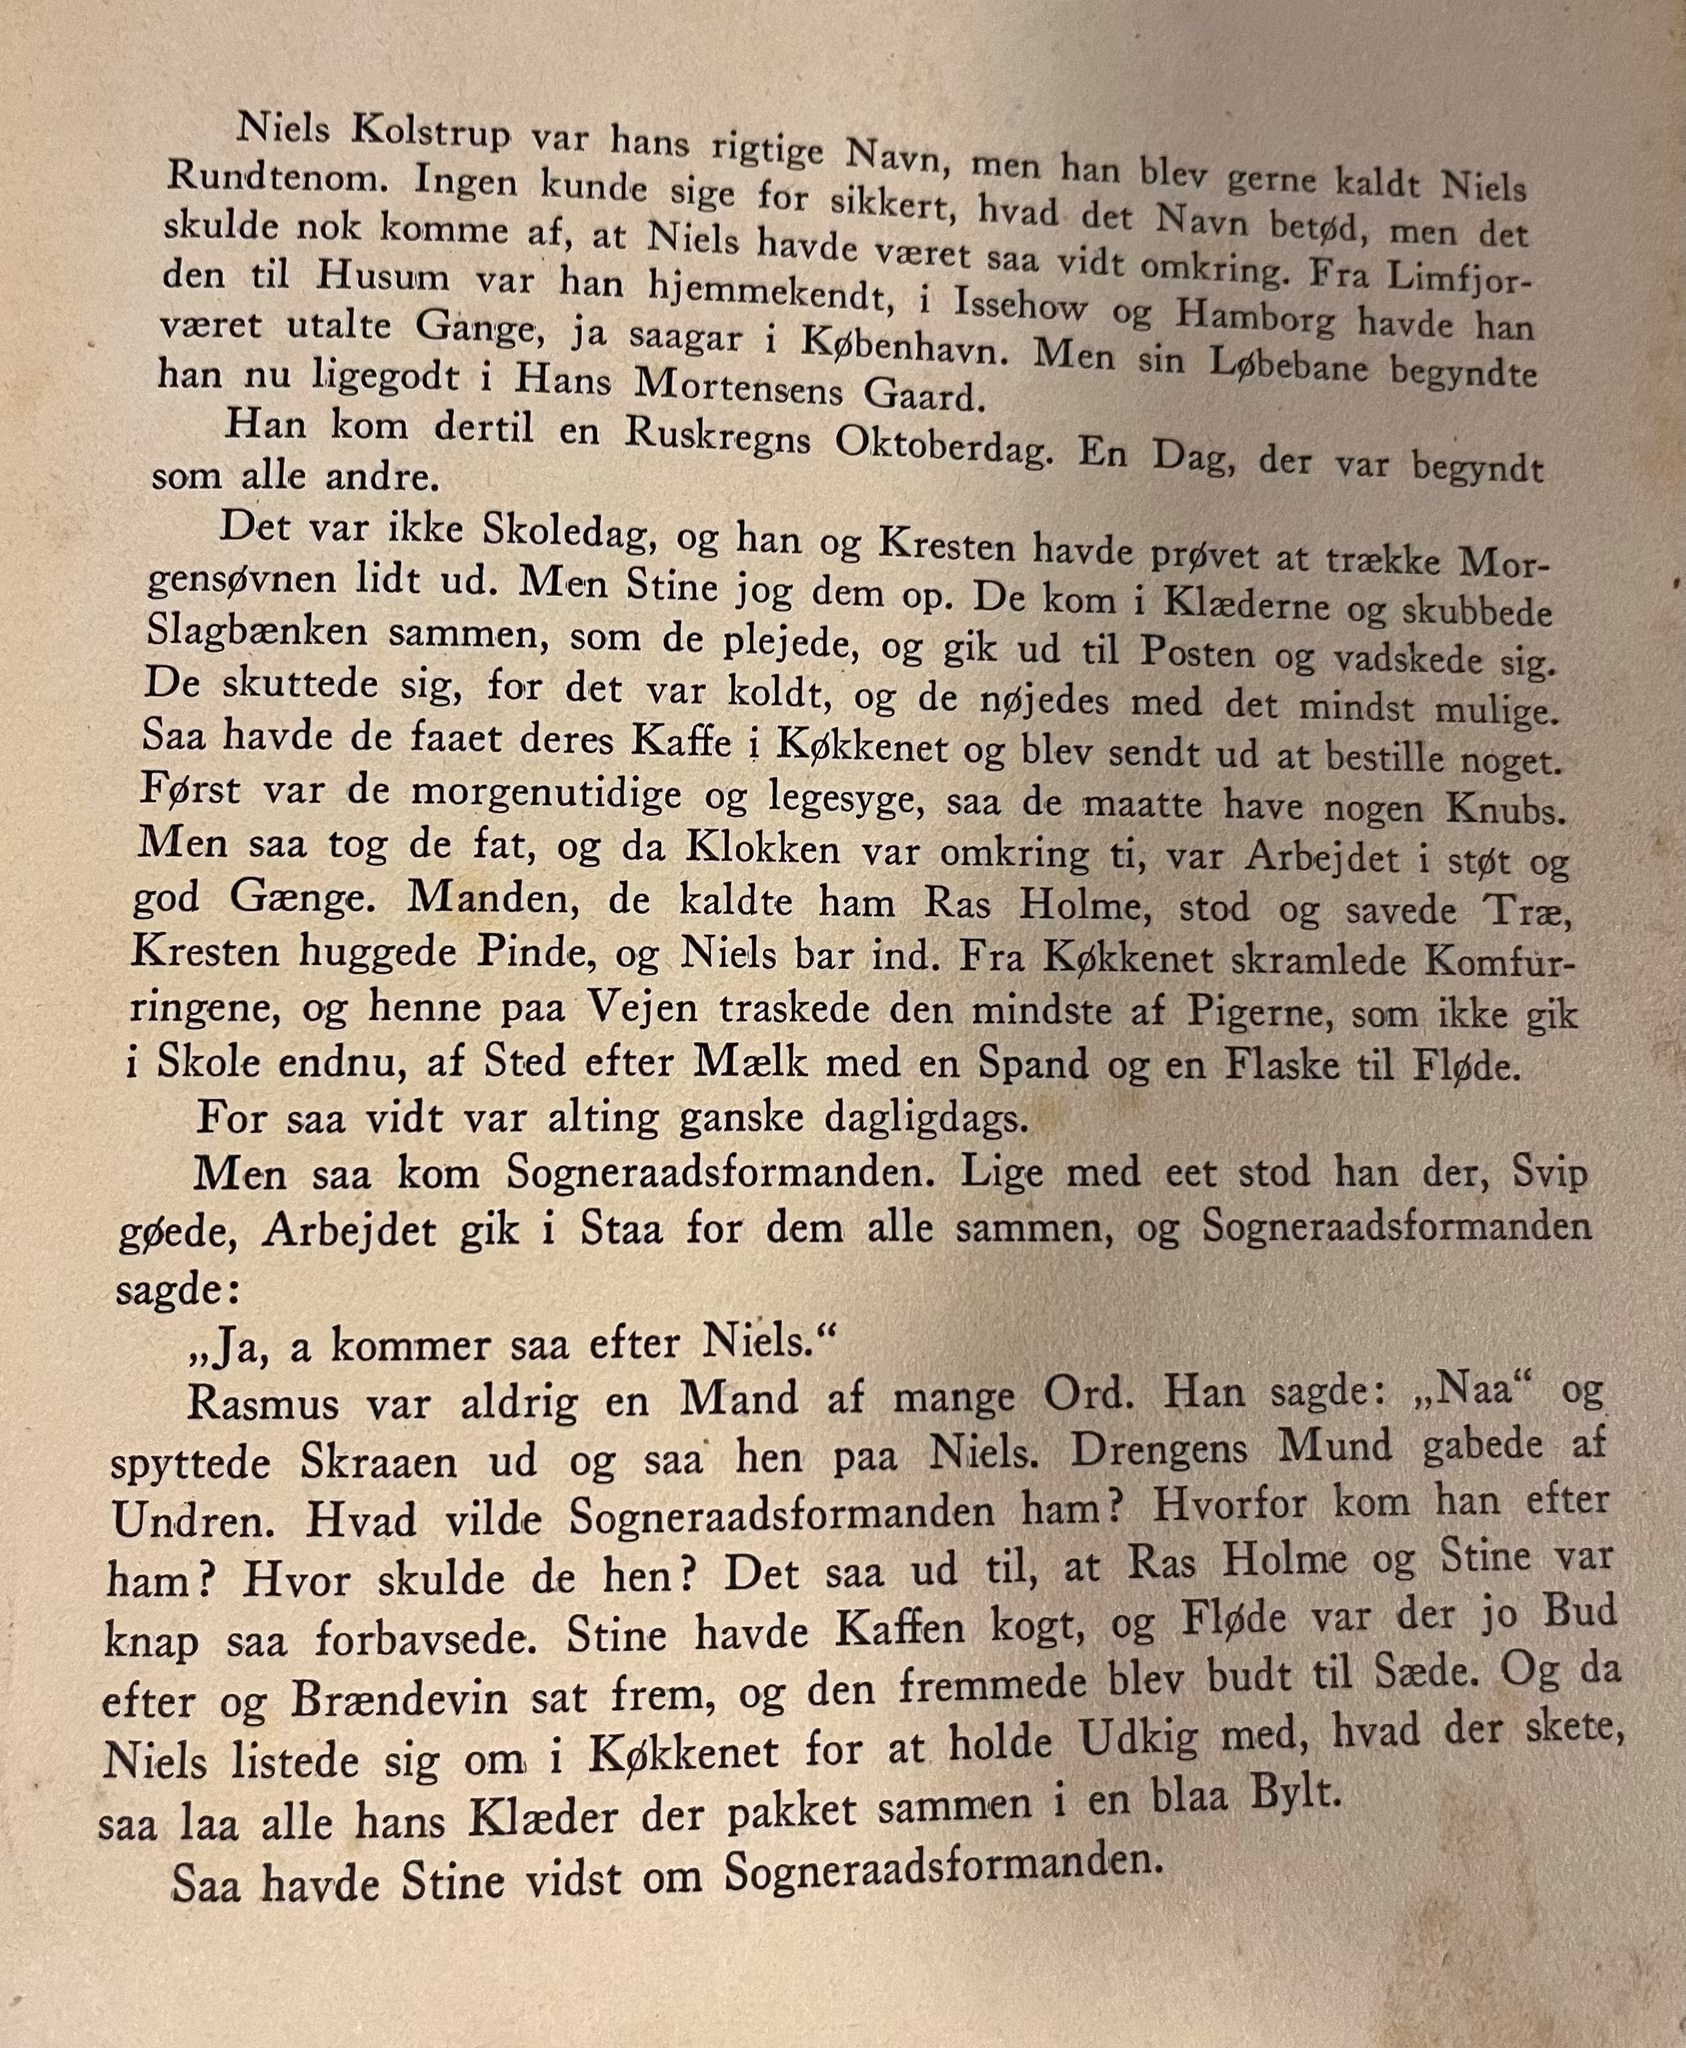 Niels Kolstrup var hans rigtige Navn, men han blev gerne kaldt Niels
Rundtenom. Ingen kunde sige for sikkert, hvad det Navn betød, men det
skulde nok komme af, at Niels havde været saa vidt omkring. Fra Limfjor-
den til Husum var han hjemmekendt, i Issehow og Hamborg havde han
været utalte Gange, ja saagar i København. Men sin Løbebane begyndte
han nu ligegodt i Hans Mortensens Gaard.
Han kom dertil en Ruskregns Oktoberdag. En Dag, der var begyndt
som alle andre.
Det var ikke Skoledag, og han og Kresten havde prøvet at trække Mor-
gensøvnen lidt ud. Men Stine jog dem op. De kom i Klæderne og skubbede
Slagbænken sammen, som de plejede, og gik ud til Posten og vadskede sig.
De skuttede sig, for det var koldt, og de nøjedes med det mindst mulige.
Saa havde de faaet deres Kaffe i Køkkenet og blev sendt ud at bestille noget.
Først var de morgenutidige og legesyge, saa de maatte have nogen Knubs.
Men saa tog de fat, og da Klokken var omkring ti, var Arbejdet i støt og
god Gænge. Manden, de kaldte ham Ras Holme, stod og savede Træ,
Kresten huggede Pinde, og Niels bar ind. Fra Køkkenet skramlede Komfur-
ringene, og henne paa Vejen traskede den mindste af Pigerne, som ikke gik
i Skole endnu, af Sted efter Mælk med en Spand og en Flaske til Fløde.
For saa vidt var alting ganske dagligdags.
Men saa kom Sogneraadsformanden. Lige med eet stod han der, Svip
gøede, Arbejdet gik i Staa for dem alle sammen, og Sogneraadsformanden
sagde:
„Ja, a kommer saa efter Niels.“
Rasmus var aldrig en Mand af mange Ord. Han sagde: „Naa“ og
spyttede Skraaen ud og saa hen paa Niels. Drengens Mund gabede af
Undren. Hvad vilde Sogneraadsformanden ham? Hvorfor kom han efter
ham? Hvor skulde de hen? Det saa ud til, at Ras Holme og Stine var
knap saa forbavsede. Stine havde Kaffen kogt, og Fløde var der jo Bud
efter og Brændevin sat frem, og den fremmede blev budt til Sæde. Og da
Niels listede sig om i Køkkenet for at holde Udkig med, hvad der skete,
saa laa alle hans Klæder der pakket sammen i en blaa Bylt.
Saa havde Stine vidst om Sogneraadsformanden.